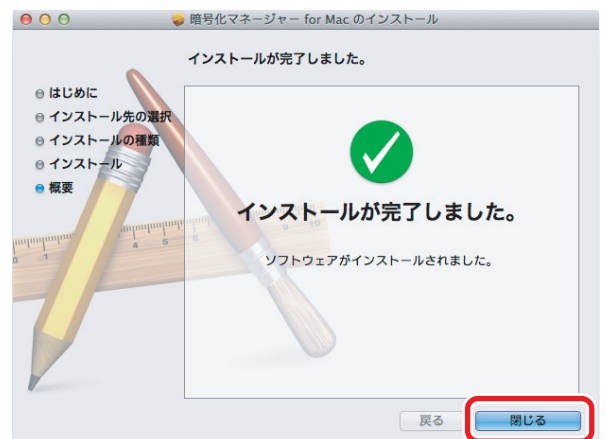 暗号化マネージャー for Mac のインストール
インストールが完了しました。
はじめに
インストール先の選択
インストールの種類
インストール
概要
インストールが完了しました。
ソフトウェアがインストールされました。
戻る
閉じる